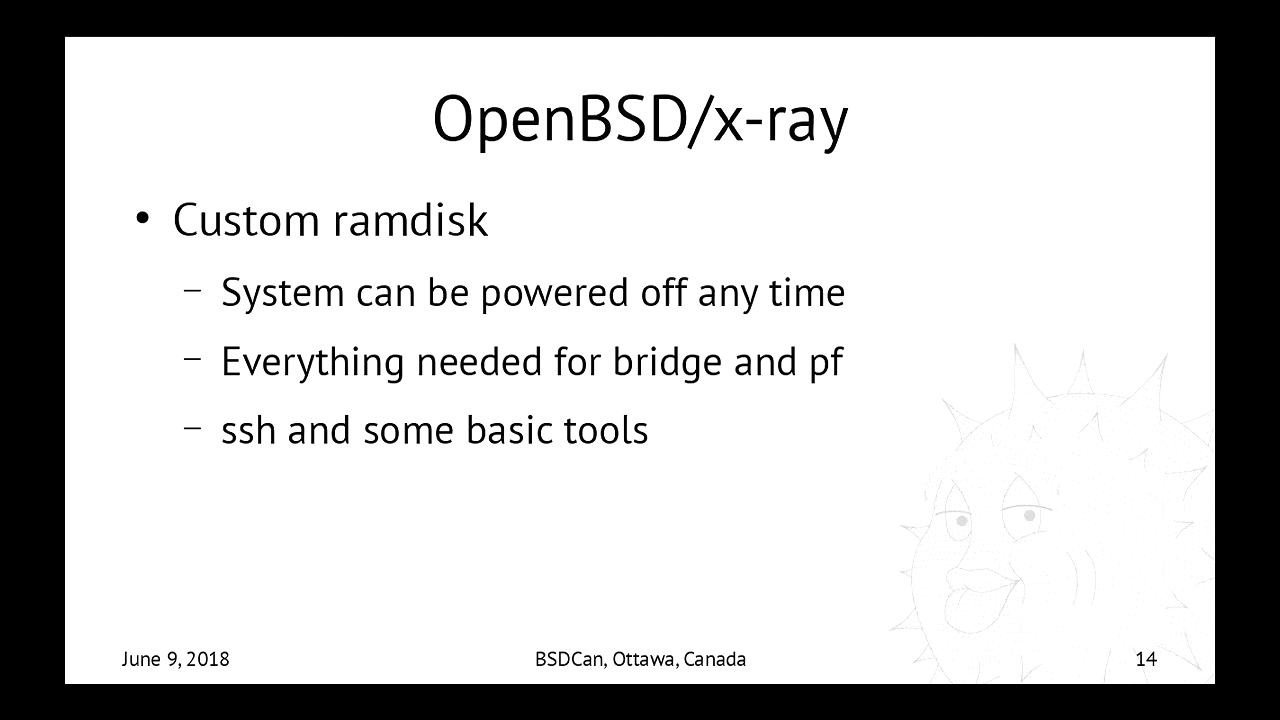 OpenBSD/x-ray
• Custom ramdisk
– System can be powered off any time
– Everything needed for bridge and pf
– ssh and some basic tools
June 9, 2018
BSDCan, Ottawa, Canada
14